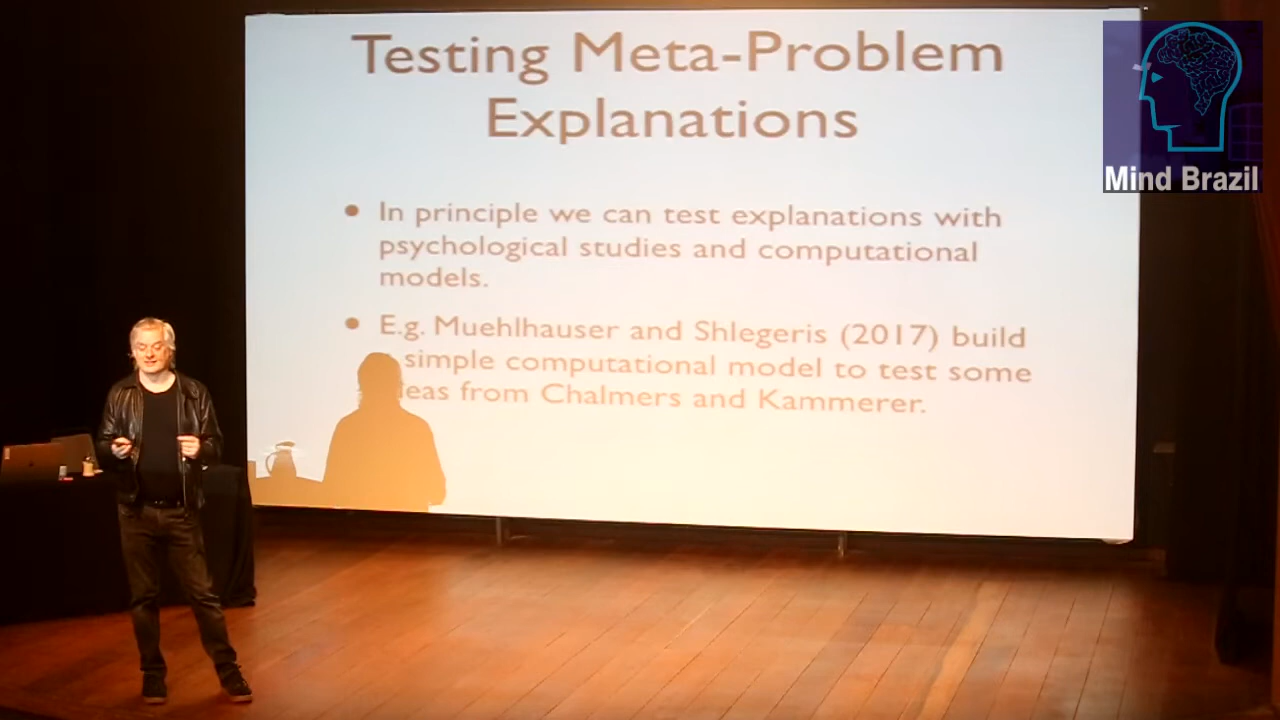 Testing Meta-Problem
Explanations
• In principle we can test explanations with
psychological studies and computational
models.
• E.g. Muehlhauser and Shlegeris (2017) build
simple computational model to test some
eas from Chalmers and Kammerer.
Mind Brazil